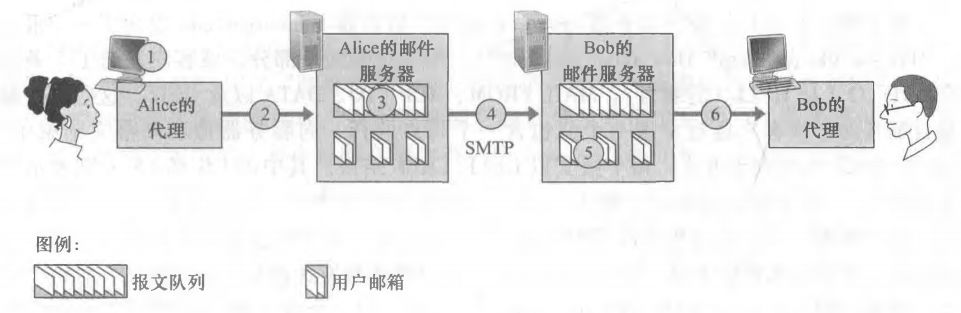 1
Alice的
代理
2
Alice的邮件
服务器
3
4
SMTP
Bob的
邮件服务器
5
6
Bob的
代理
图例:
报文队列
用户邮箱